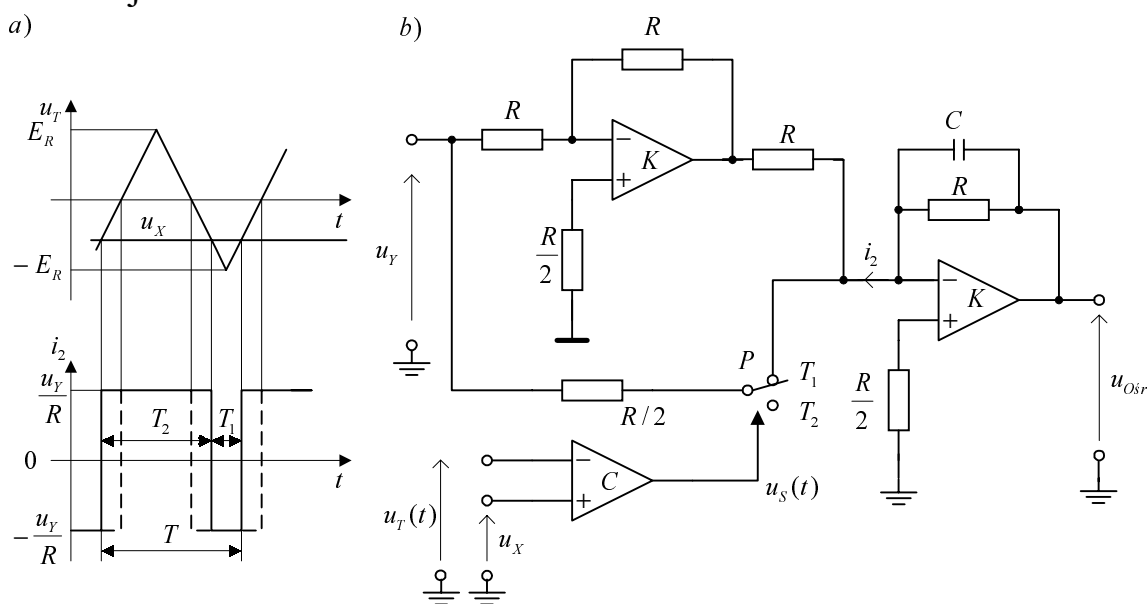 a)
u_T
E_R
u_X
t
− E_R
i_2
u_Y/R
T_2
T_1
0
t
−u_Y/R
T
b)
R
R
−
+
K
R
R/2
u_Y
C
R
i_2
−
+
K
R/2
u_Ośr
P
T_1
T_2
R / 2
−
+
C
u_S(t)
u_T(t)
u_X